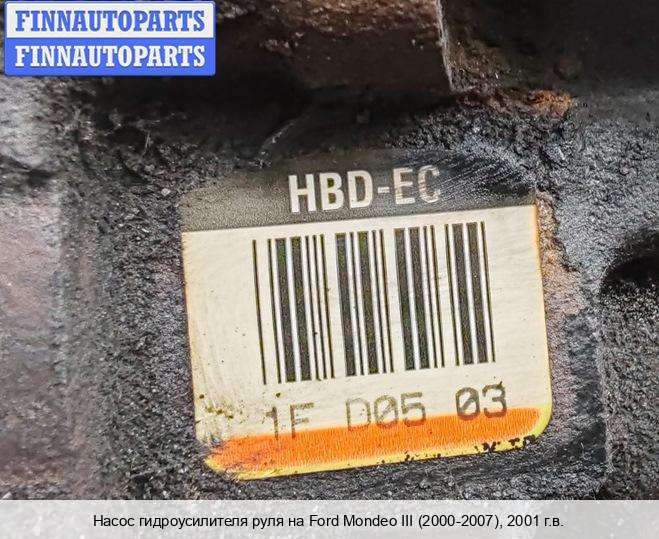 FINNAUTOPARTS
FINNAUTOPARTS
HBD-EC
1F D05 03
Насос гидроусилителя руля на Ford Mondeo III (2000-2007), 2001 г.в.